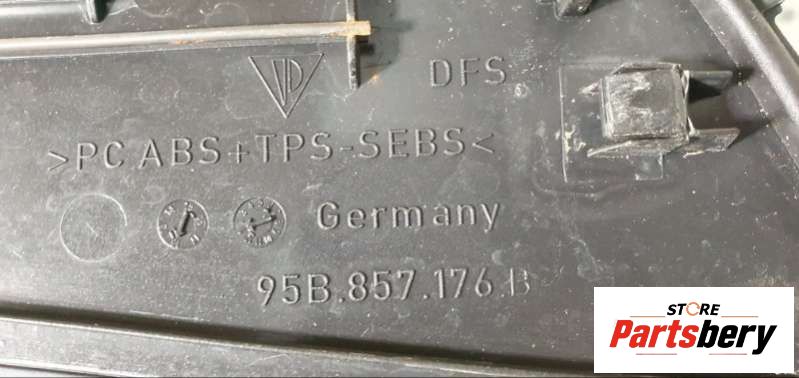 DFS
>PC ABS+TPS-SEBS<
Germany
95B.857.176.B
STORE
Partsbery